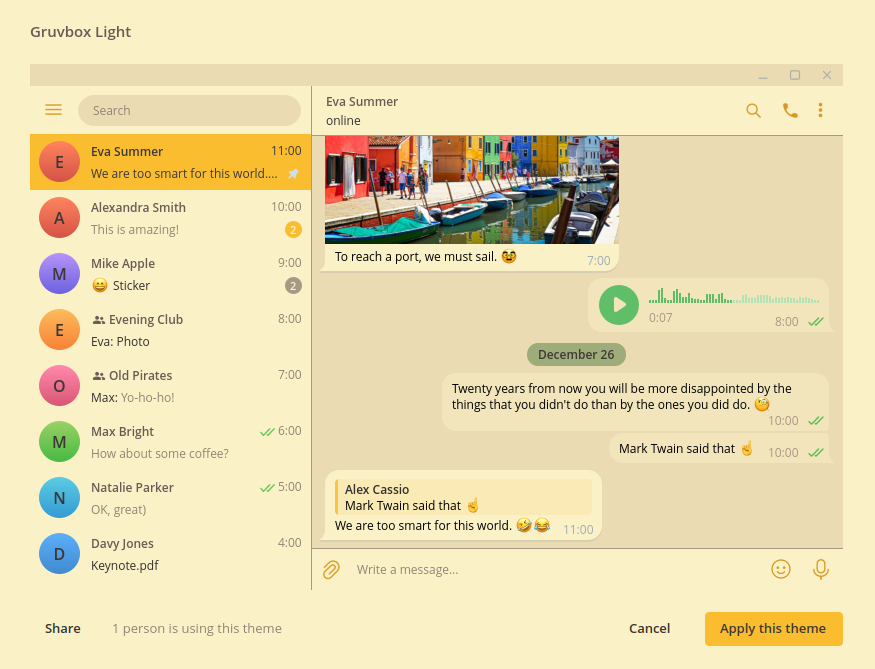 Gruvbox Light
Search
E
Eva Summer 11:00
We are too smart for this world....
A
Alexandra Smith 10:00
This is amazing! 2
M
Mike Apple 9:00
😀 Sticker 2
E
Evening Club 8:00
Eva: Photo
O
Old Pirates 7:00
Max: Yo-ho-ho!
M
Max Bright 6:00
How about some coffee?
N
Natalie Parker 5:00
OK, great)
D
Davy Jones 4:00
Keynote.pdf
Eva Summer
online
To reach a port, we must sail. 🥸 7:00
0:07 8:00
December 26
Twenty years from now you will be more disappointed by the
things that you didn't do than by the ones you did do. 🧐
10:00
Mark Twain said that ☝ 10:00
Alex Cassio
Mark Twain said that ☝
We are too smart for this world. 🤣😂 11:00
Write a message...
Share 1 person is using this theme Cancel Apply this theme